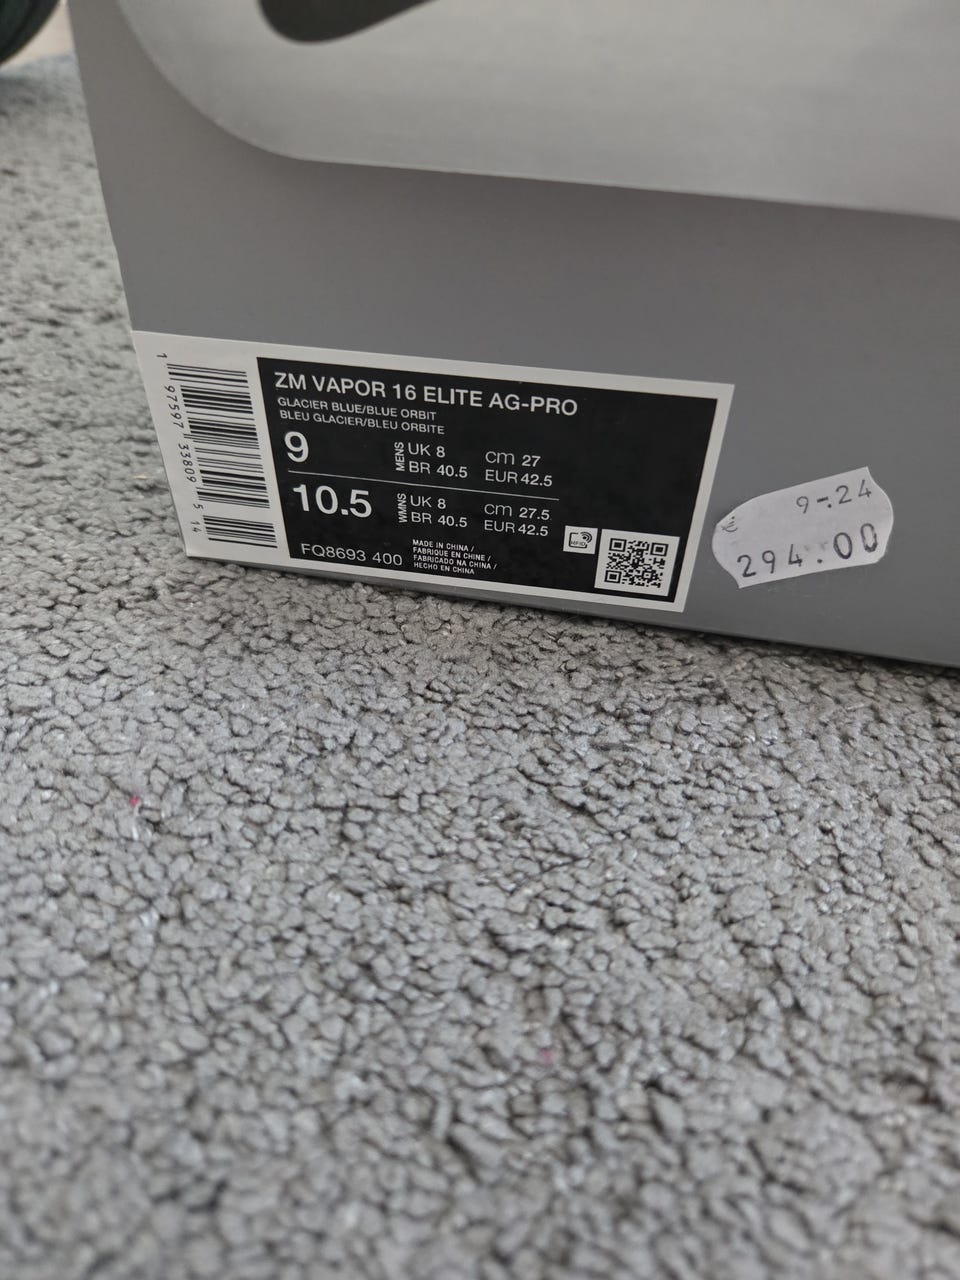 ZM VAPOR 16 ELITE AG-PRO
GLACIER BLUE/BLUE ORBIT
BLEU GLACIER/BLEU ORBITE
9 MENS UK 8 cm 27
BR 40.5 EUR 42.5
10.5 WMNS UK 8 cm 27.5
BR 40.5 EUR 42.5
FQ8693 400
MADE IN CHINA /
FABRIQUE EN CHINE /
FABRICADO NA CHINA /
HECHO EN CHINA
RFID
1 97597 33809 5 14
9-24
€
294.00